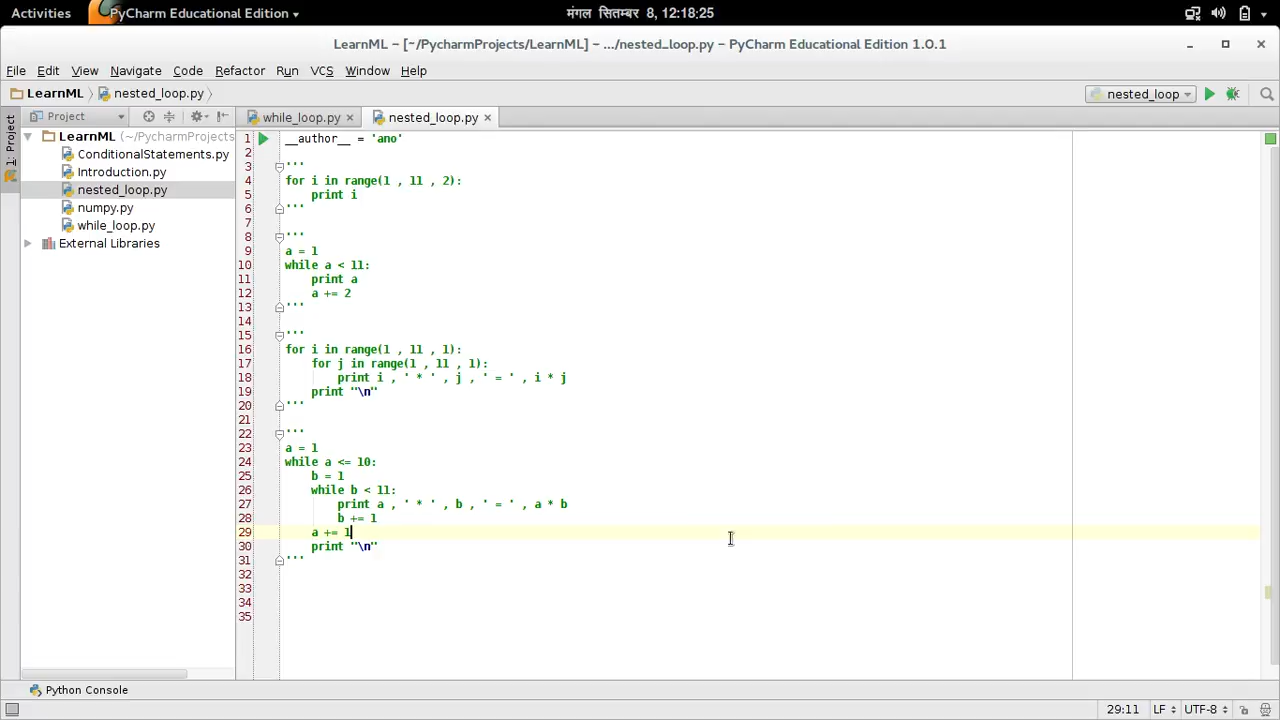 Activities PyCharm Educational Edition मंगल सितम्बर 8, 12:18:25
LearnML – [~/PycharmProjects/LearnML] – .../nested_loop.py – PyCharm Educational Edition 1.0.1
File Edit View Navigate Code Refactor Run VCS Window Help
LearnML nested_loop.py nested_loop
1: Project
Project
LearnML (~/PycharmProjects
ConditionalStatements.py
Introduction.py
nested_loop.py
numpy.py
while_loop.py
External Libraries
while_loop.py nested_loop.py
1 __author__ = 'ano'
2
3 '''
4 for i in range(1 , 11 , 2):
5     print i
6 '''
7
8 '''
9 a = 1
10 while a < 11:
11     print a
12     a += 2
13 '''
14
15 '''
16 for i in range(1 , 11 , 1):
17     for j in range(1 , 11 , 1):
18         print i , ' * ' , j , ' = ' , i * j
19     print "\n"
20 '''
21
22 '''
23 a = 1
24 while a <= 10:
25     b = 1
26     while b < 11:
27         print a , ' * ' , b , ' = ' , a * b
28         b += 1
29     a += 1
30     print "\n"
31 '''
32
33
34
35
Python Console
29:11 LF UTF-8